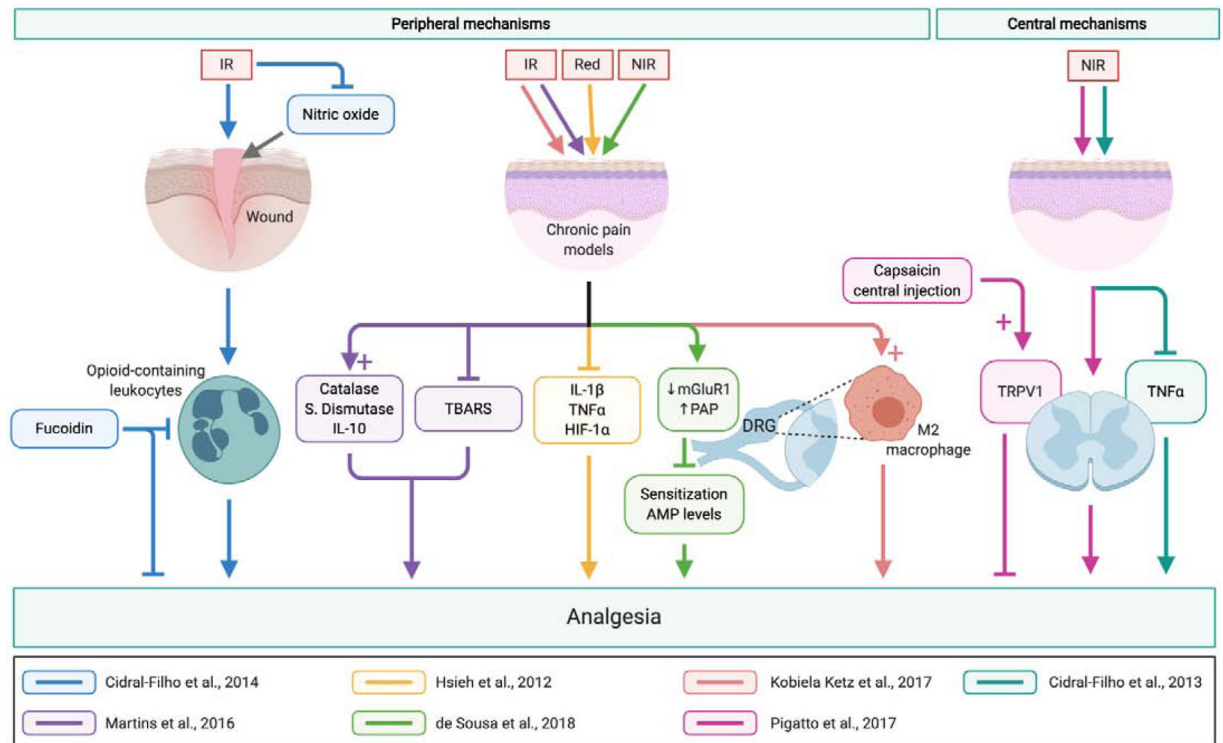 Peripheral mechanisms
Central mechanisms
IR
IR
Red
NIR
NIR
Nitric oxide
Wound
Chronic pain
models
Capsaicin
central injection
+
Opioid-containing
leukocytes
Fucoidin
+
Catalase
S. Dismutase
IL-10
TBARS
IL-1β
TNFα
HIF-1α
↓mGluR1
↑PAP
Sensitization
AMP levels
DRG
+
M2
macrophage
TRPV1
TNFα
Analgesia
Cidral-Filho et al., 2014
Hsieh et al., 2012
Kobiela Ketz et al., 2017
Cidral-Filho et al., 2013
Martins et al., 2016
de Sousa et al., 2018
Pigatto et al., 2017